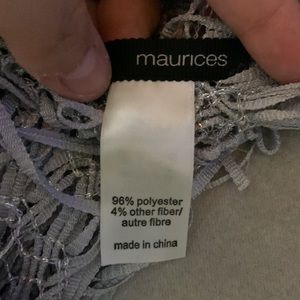 maurices
96% polyester
4% other fiber/
autre fibre
made in china